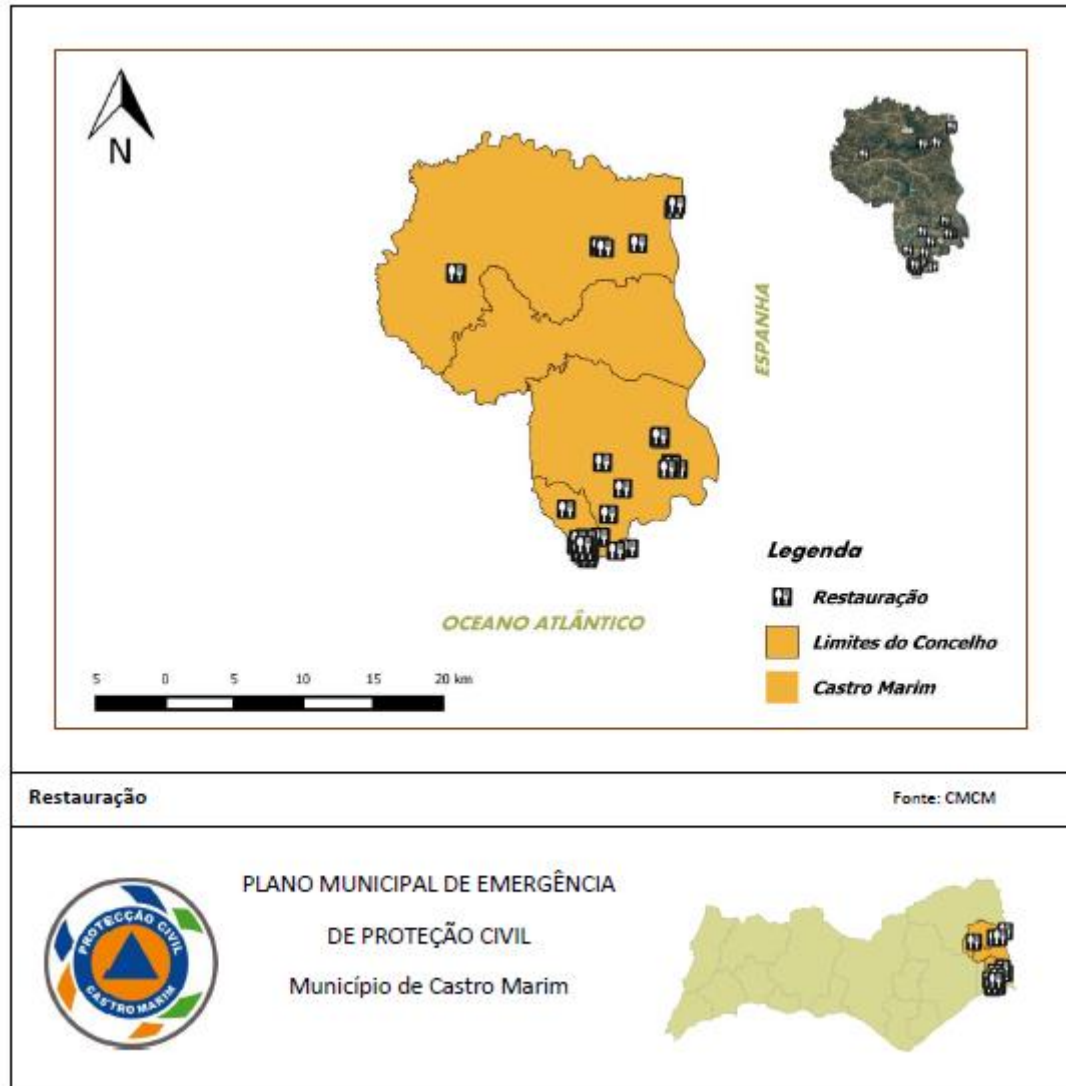 N
ESPANHA
OCEANO ATLÂNTICO
Legenda
Restauração
Limites do Concelho
Castro Marim
5 0 5 10 15 20 km
Restauração
Fonte: CMCM
PLANO MUNICIPAL DE EMERGÊNCIA
DE PROTEÇÃO CIVIL
Município de Castro Marim
PROTECÇÃO CIVIL
CASTRO MARIM